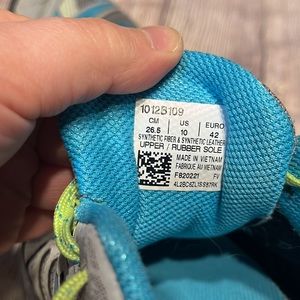 1012B109
CM US EURO
26.5 10 42
SYNTHETIC FIBER & SYNTHETIC LEATHER
UPPER / RUBBER SOLE
MADE IN VIETNAM
FABRIQUE AU VIETNAM
F820221 FV